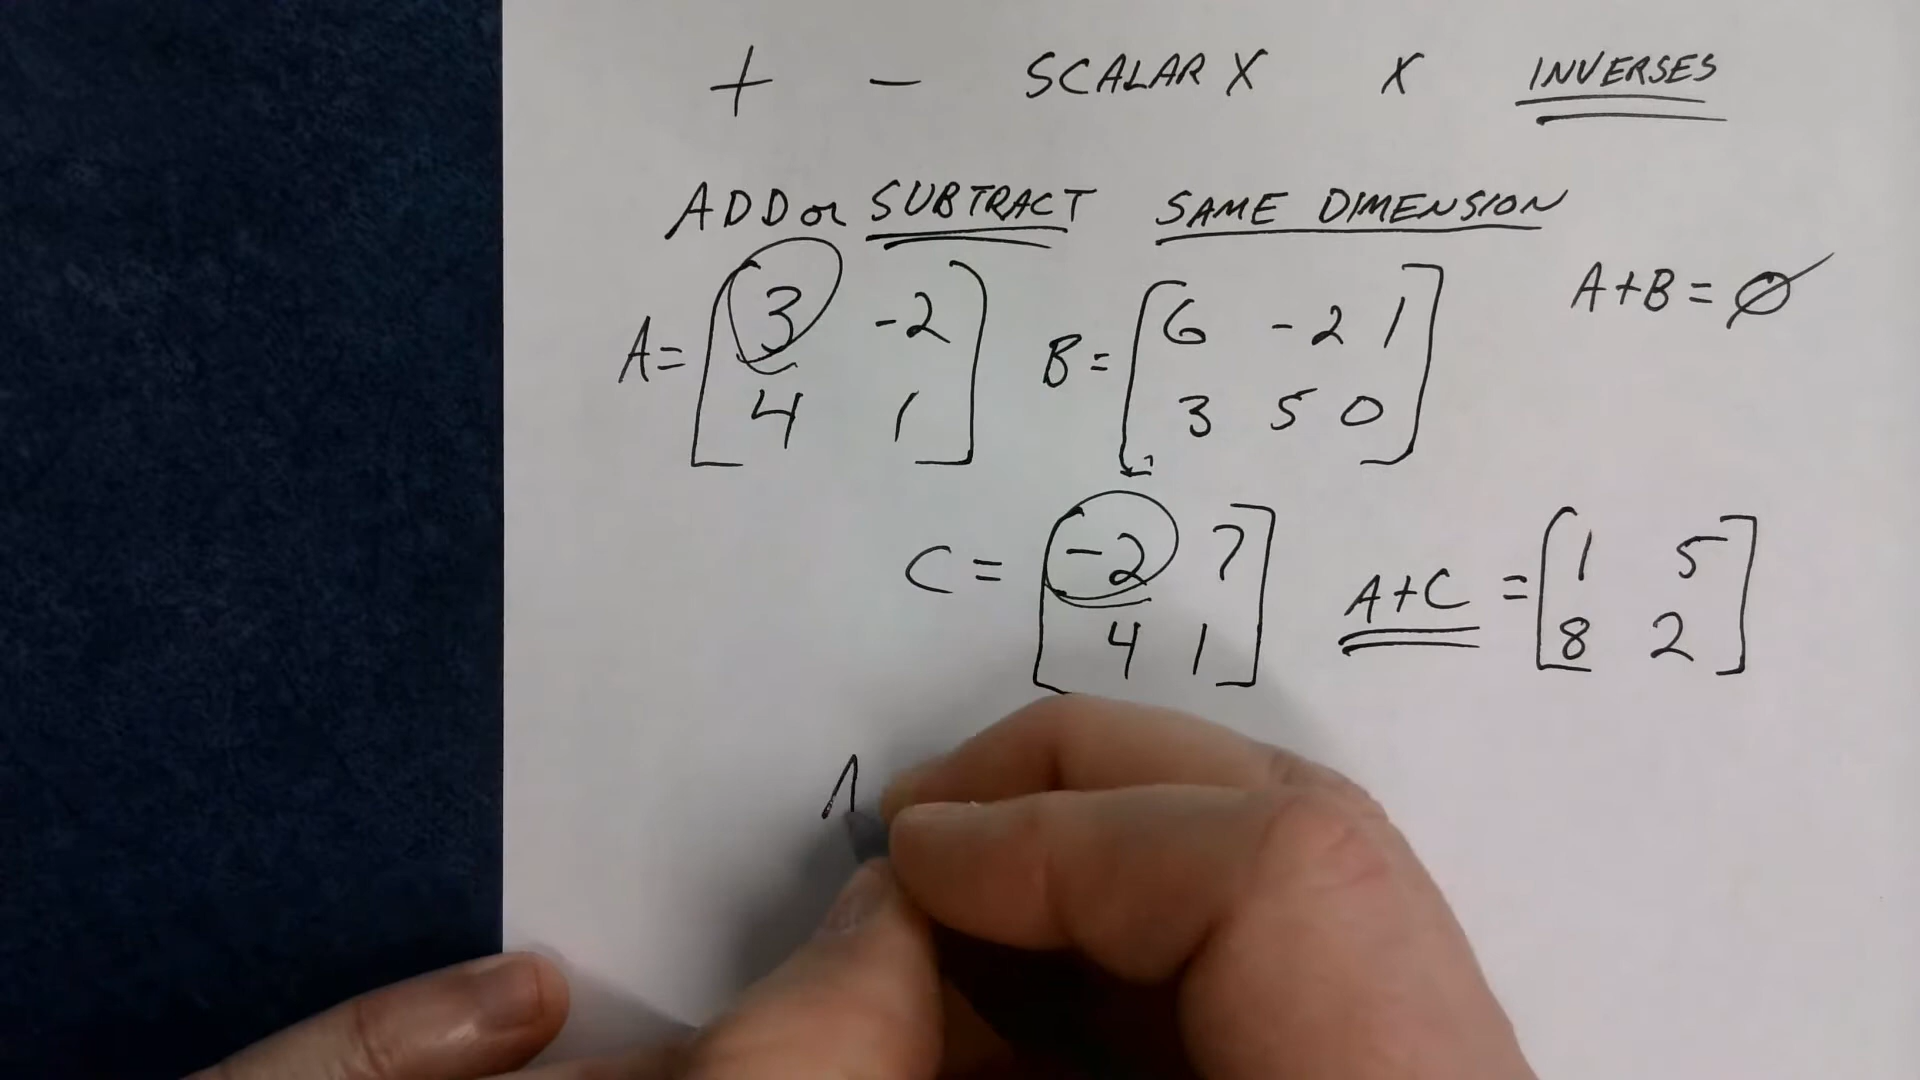 + - SCALAR X X INVERSES
ADD or SUBTRACT SAME DIMENSION
A+B = ∅
A = [3 -2
4 1]
B = [6 -2 1
3 5 0]
C = [-2 7
4 1]
A+C = [1 5
8 2]
A